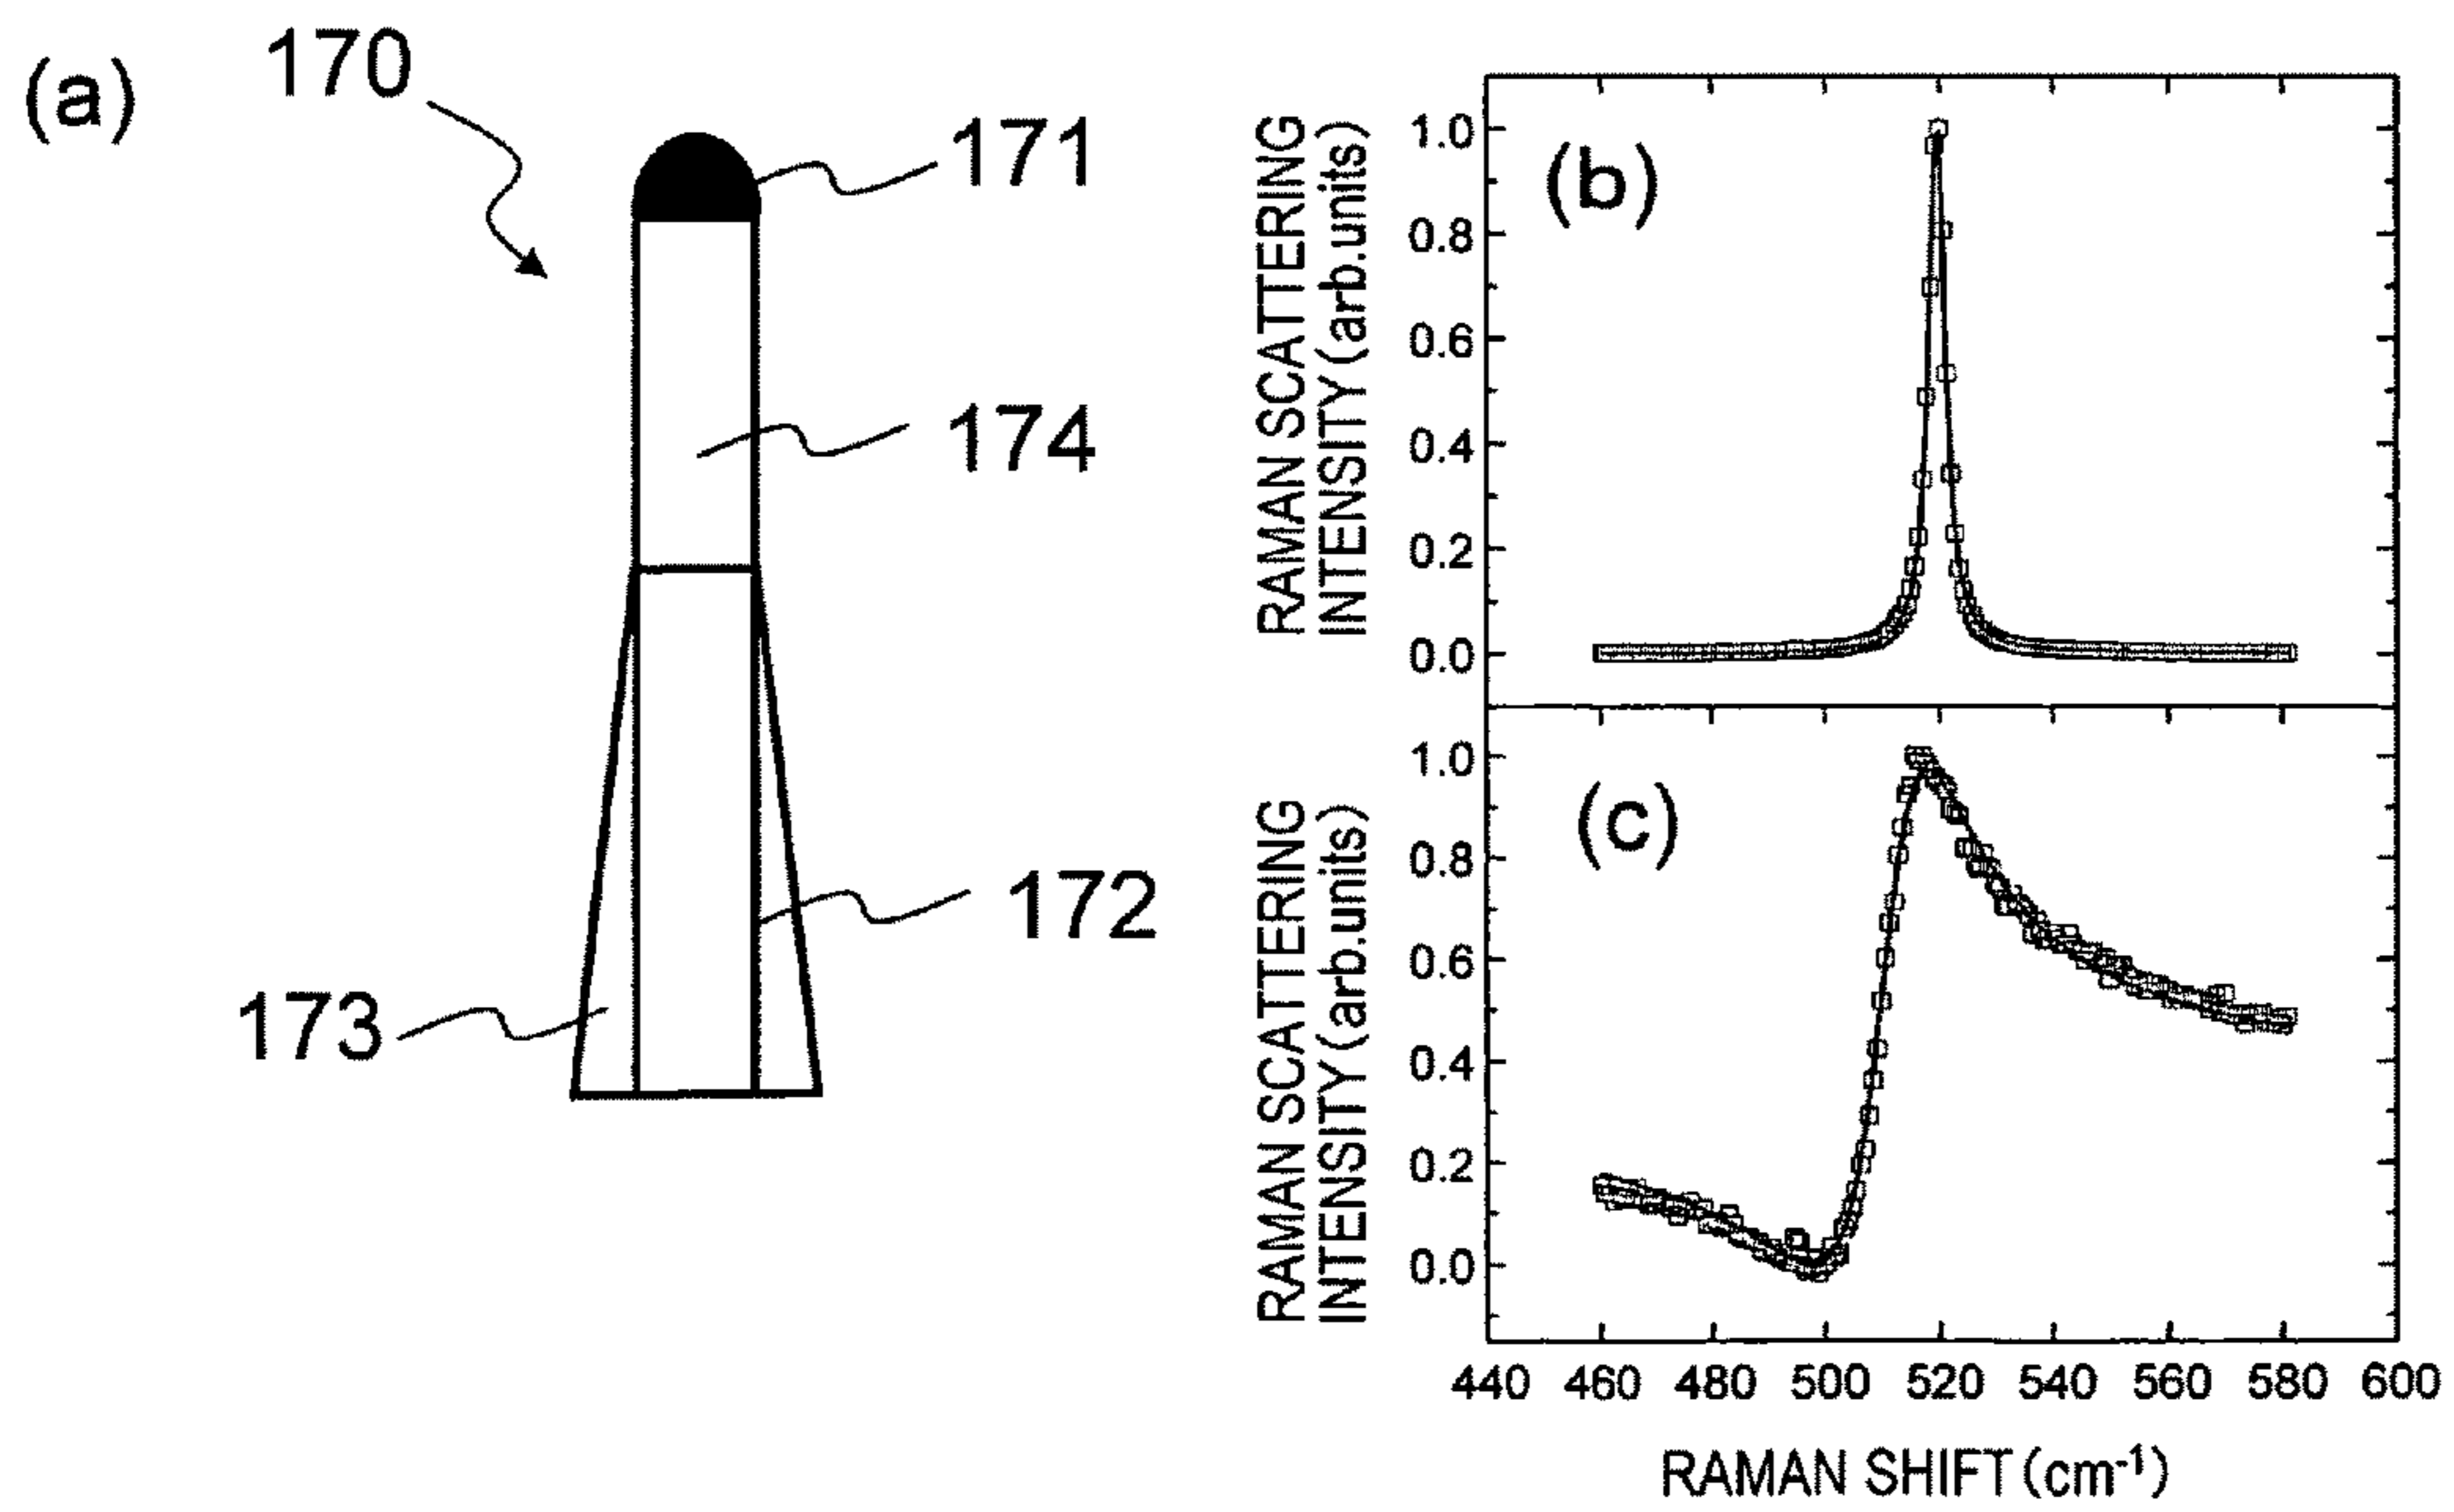 (a)
170
171
174
172
173
RAMAN SCATTERING
INTENSITY(arb.units)
1.0
0.8
0.6
0.4
0.2
0.0
(b)
RAMAN SCATTERING
INTENSITY(arb.units)
1.0
0.8
0.6
0.4
0.2
0.0
(c)
440 460 480 500 520 540 560 580 600
RAMAN SHIFT(cm⁻¹)